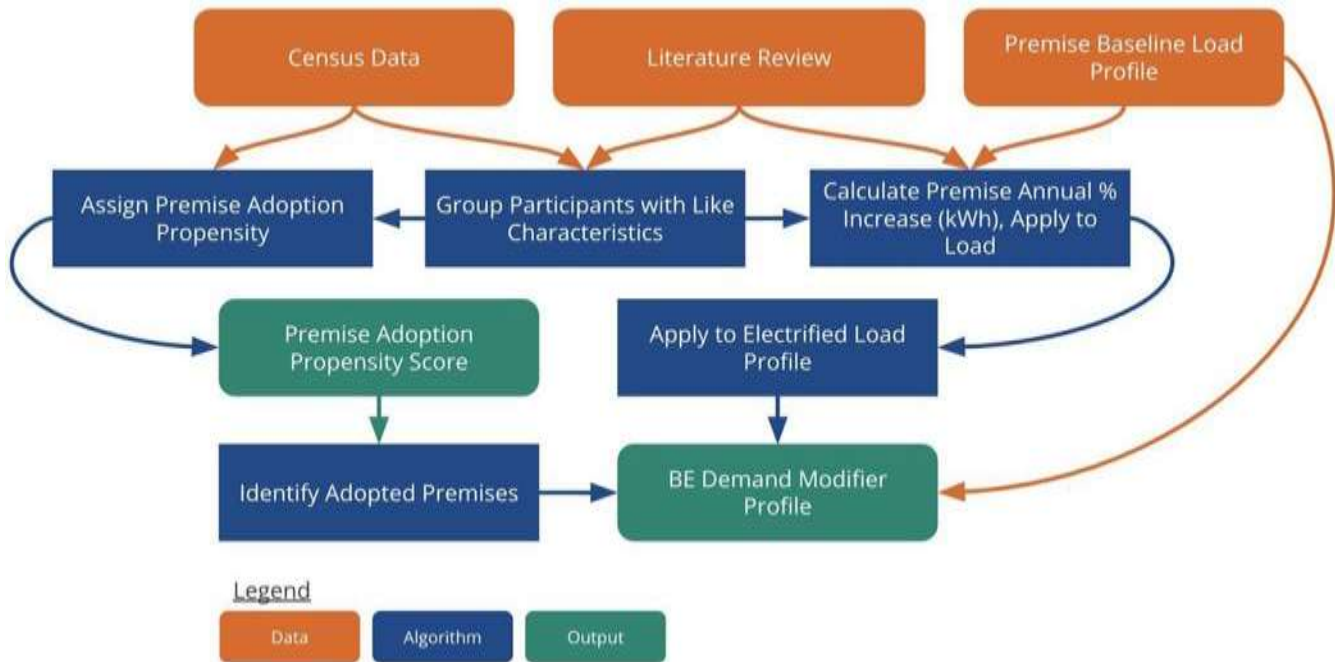 Census Data
Literature Review
Premise Baseline Load
Profile
Assign Premise Adoption
Propensity
Group Participants with Like
Characteristics
Calculate Premise Annual %
Increase (kWh), Apply to
Load
Premise Adoption
Propensity Score
Apply to Electrified Load
Profile
Identify Adopted Premises
BE Demand Modifier
Profile
Legend
Data
Algorithm
Output